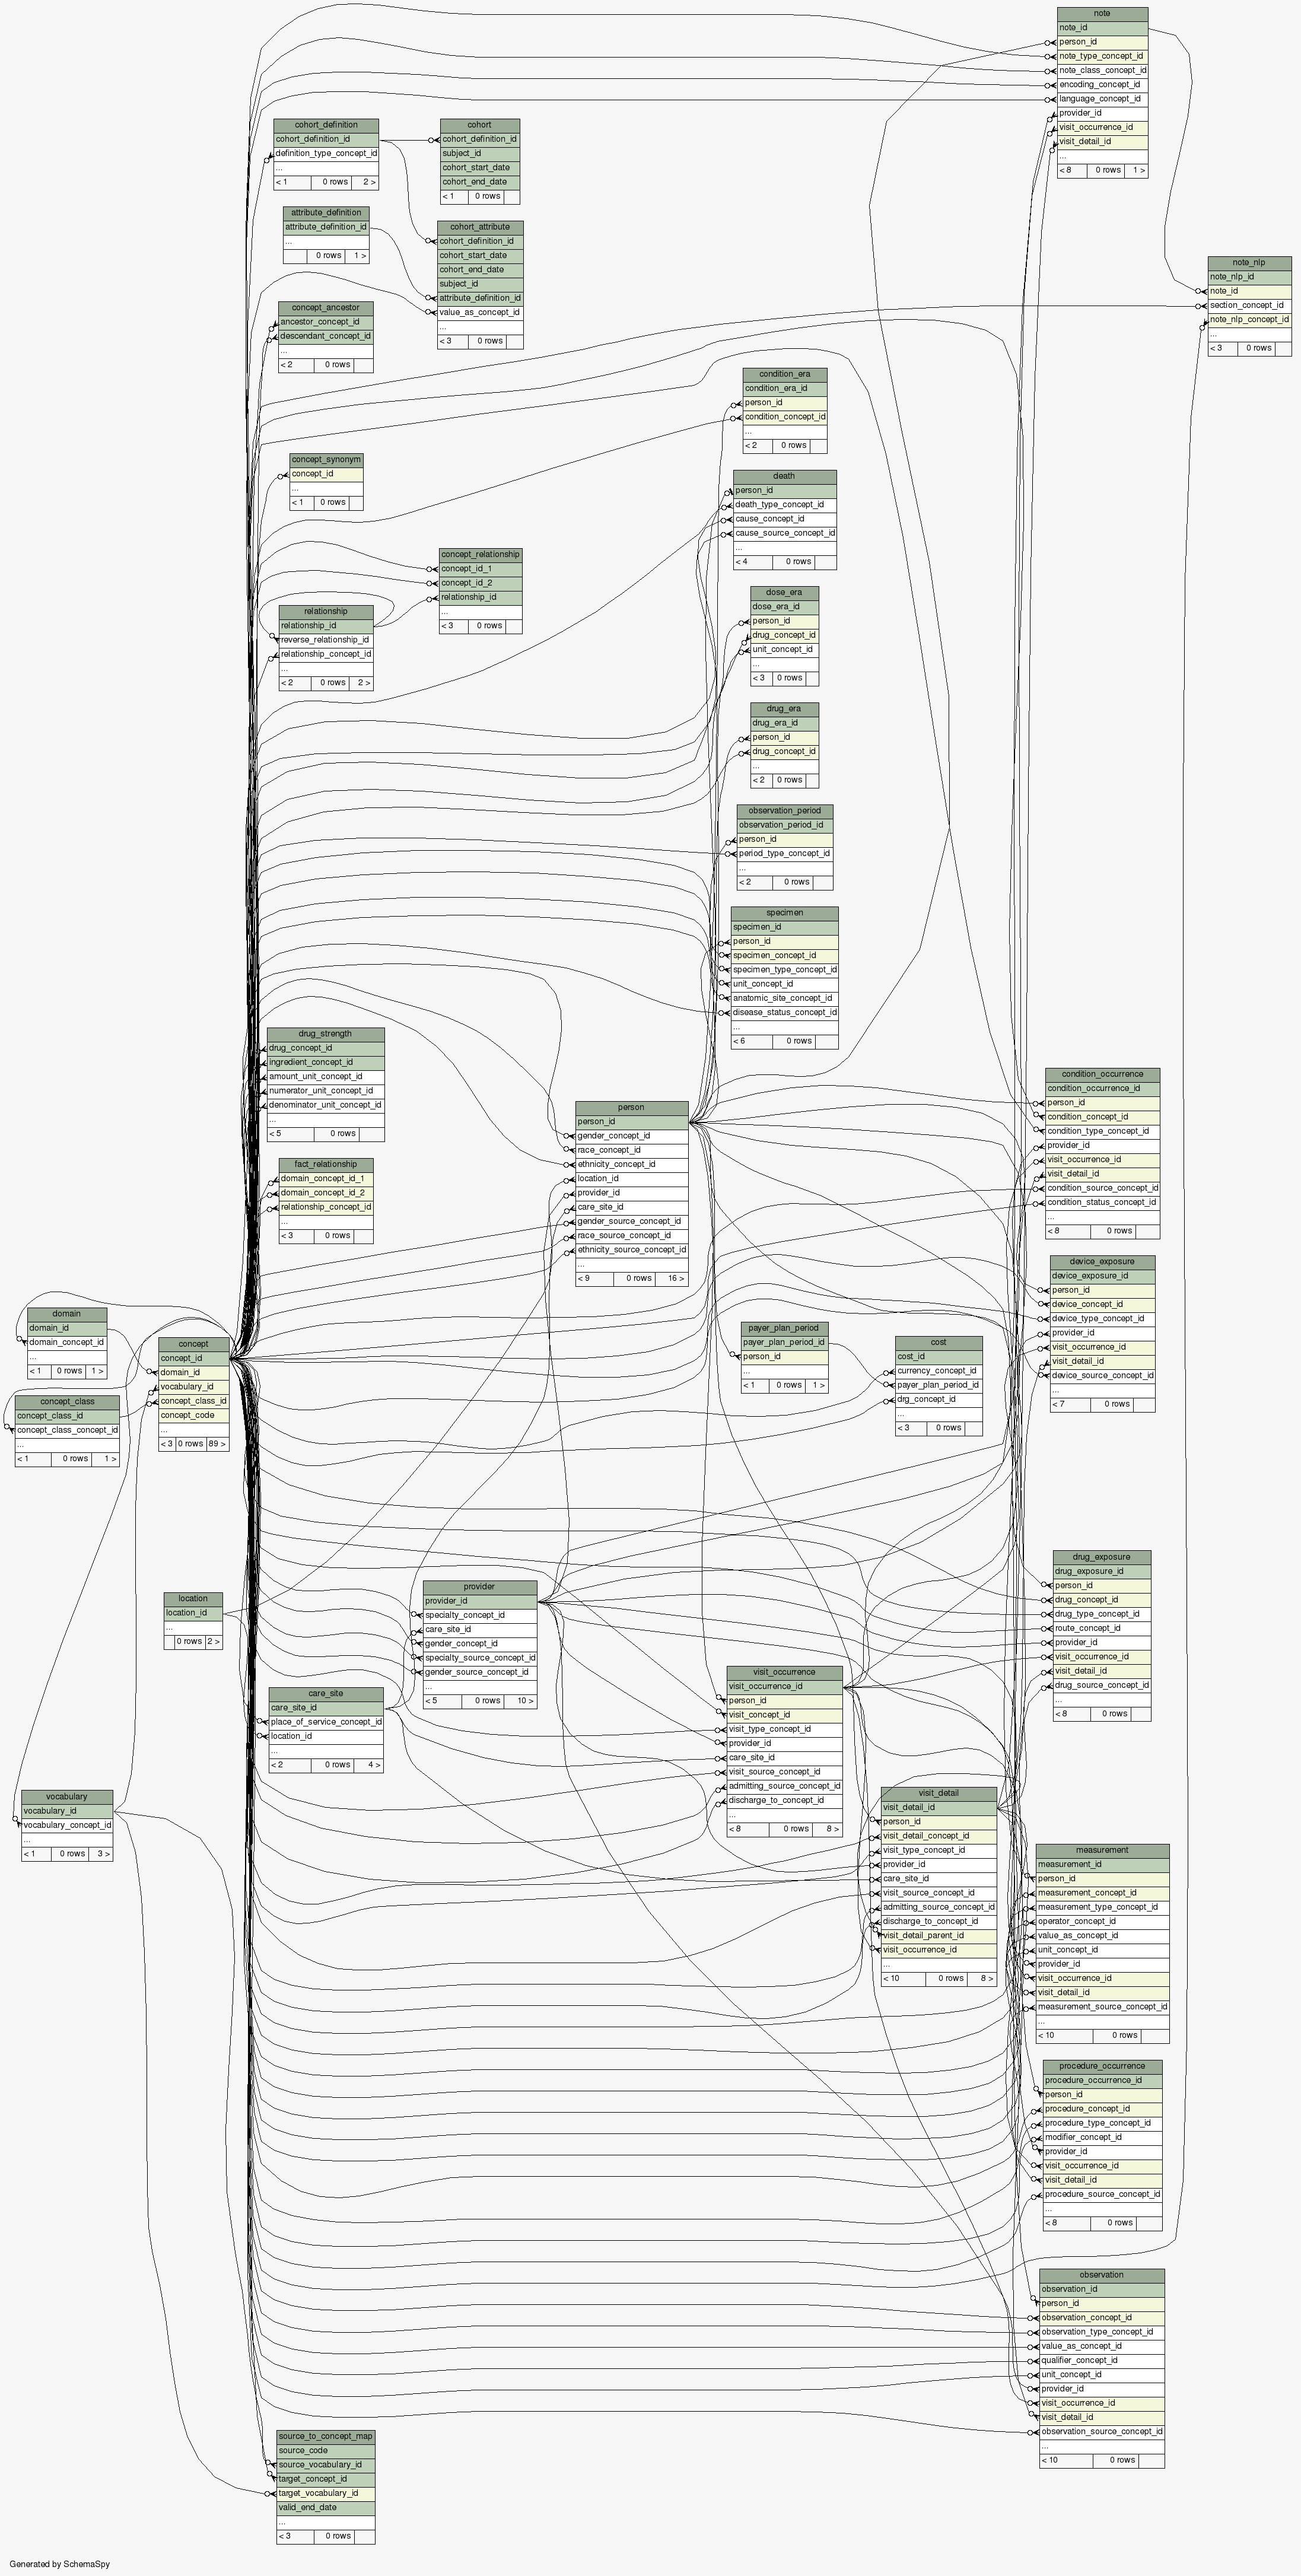 note
note_id
person_id
note_type_concept_id
note_class_concept_id
encoding_concept_id
language_concept_id
provider_id
visit_occurrence_id
visit_detail_id
...
< 8 0 rows 1 >
cohort_definition
cohort_definition_id
definition_type_concept_id
...
< 1 0 rows 2 >
cohort
cohort_definition_id
subject_id
cohort_start_date
cohort_end_date
< 1 0 rows
attribute_definition
attribute_definition_id
...
0 rows 1 >
cohort_attribute
cohort_definition_id
cohort_start_date
cohort_end_date
subject_id
attribute_definition_id
value_as_concept_id
...
< 3 0 rows
note_nlp
note_nlp_id
note_id
section_concept_id
note_nlp_concept_id
...
< 3 0 rows
concept_ancestor
ancestor_concept_id
descendant_concept_id
...
< 2 0 rows
condition_era
condition_era_id
person_id
condition_concept_id
...
< 2 0 rows
concept_synonym
concept_id
...
< 1 0 rows
death
person_id
death_type_concept_id
cause_concept_id
cause_source_concept_id
...
< 4 0 rows
concept_relationship
concept_id_1
concept_id_2
relationship_id
...
< 3 0 rows
relationship
relationship_id
reverse_relationship_id
relationship_concept_id
...
< 2 0 rows 2 >
dose_era
dose_era_id
person_id
drug_concept_id
unit_concept_id
...
< 3 0 rows
drug_era
drug_era_id
person_id
drug_concept_id
...
< 2 0 rows
observation_period
observation_period_id
person_id
period_type_concept_id
...
< 2 0 rows
specimen
specimen_id
person_id
specimen_concept_id
specimen_type_concept_id
unit_concept_id
anatomic_site_concept_id
disease_status_concept_id
...
< 6 0 rows
drug_strength
drug_concept_id
ingredient_concept_id
amount_unit_concept_id
numerator_unit_concept_id
denominator_unit_concept_id
...
< 5 0 rows
condition_occurrence
condition_occurrence_id
person_id
condition_concept_id
condition_type_concept_id
provider_id
visit_occurrence_id
visit_detail_id
condition_source_concept_id
condition_status_concept_id
...
< 8 0 rows
person
person_id
gender_concept_id
race_concept_id
ethnicity_concept_id
location_id
provider_id
care_site_id
gender_source_concept_id
race_source_concept_id
ethnicity_source_concept_id
...
< 9 0 rows 16 >
fact_relationship
domain_concept_id_1
domain_concept_id_2
relationship_concept_id
...
< 3 0 rows
device_exposure
device_exposure_id
person_id
device_concept_id
device_type_concept_id
provider_id
visit_occurrence_id
visit_detail_id
device_source_concept_id
...
< 7 0 rows
domain
domain_id
domain_concept_id
...
< 1 0 rows 1 >
concept
concept_id
domain_id
vocabulary_id
concept_class_id
concept_code
...
< 3 0 rows 89 >
payer_plan_period
payer_plan_period_id
person_id
...
< 1 0 rows 1 >
cost
cost_id
currency_concept_id
payer_plan_period_id
drg_concept_id
...
< 3 0 rows
concept_class
concept_class_id
concept_class_concept_id
...
< 1 0 rows 1 >
drug_exposure
drug_exposure_id
person_id
drug_concept_id
drug_type_concept_id
route_concept_id
provider_id
visit_occurrence_id
visit_detail_id
drug_source_concept_id
...
< 8 0 rows
location
location_id
...
0 rows 2 >
provider
provider_id
specialty_concept_id
care_site_id
gender_concept_id
specialty_source_concept_id
gender_source_concept_id
...
< 5 0 rows 10 >
visit_occurrence
visit_occurrence_id
person_id
visit_concept_id
visit_type_concept_id
provider_id
care_site_id
visit_source_concept_id
admitting_source_concept_id
discharge_to_concept_id
...
< 8 0 rows 8 >
care_site
care_site_id
place_of_service_concept_id
location_id
...
< 2 0 rows 4 >
vocabulary
vocabulary_id
vocabulary_concept_id
...
< 1 0 rows 3 >
visit_detail
visit_detail_id
person_id
visit_detail_concept_id
visit_type_concept_id
provider_id
care_site_id
visit_source_concept_id
admitting_source_concept_id
discharge_to_concept_id
visit_detail_parent_id
visit_occurrence_id
...
< 10 0 rows 8 >
measurement
measurement_id
person_id
measurement_concept_id
measurement_type_concept_id
operator_concept_id
value_as_concept_id
unit_concept_id
provider_id
visit_occurrence_id
visit_detail_id
measurement_source_concept_id
...
< 10 0 rows
procedure_occurrence
procedure_occurrence_id
person_id
procedure_concept_id
procedure_type_concept_id
modifier_concept_id
provider_id
visit_occurrence_id
visit_detail_id
procedure_source_concept_id
...
< 8 0 rows
observation
observation_id
person_id
observation_concept_id
observation_type_concept_id
value_as_concept_id
qualifier_concept_id
unit_concept_id
provider_id
visit_occurrence_id
visit_detail_id
observation_source_concept_id
...
< 10 0 rows
source_to_concept_map
source_code
source_vocabulary_id
target_concept_id
target_vocabulary_id
valid_end_date
...
< 3 0 rows
Generated by SchemaSpy